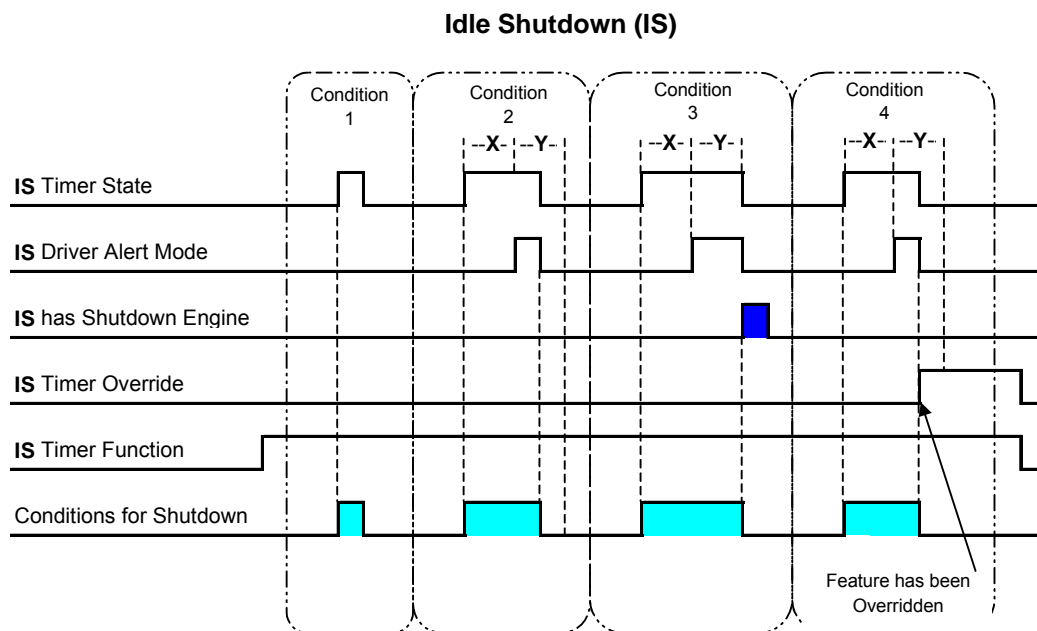 Idle Shutdown (IS)
Condition
1
Condition
2
Condition
3
Condition
4
--X- --Y-
--X- --Y-
--X- --Y-
IS Timer State
IS Driver Alert Mode
IS has Shutdown Engine
IS Timer Override
IS Timer Function
Conditions for Shutdown
Feature has been
Overridden